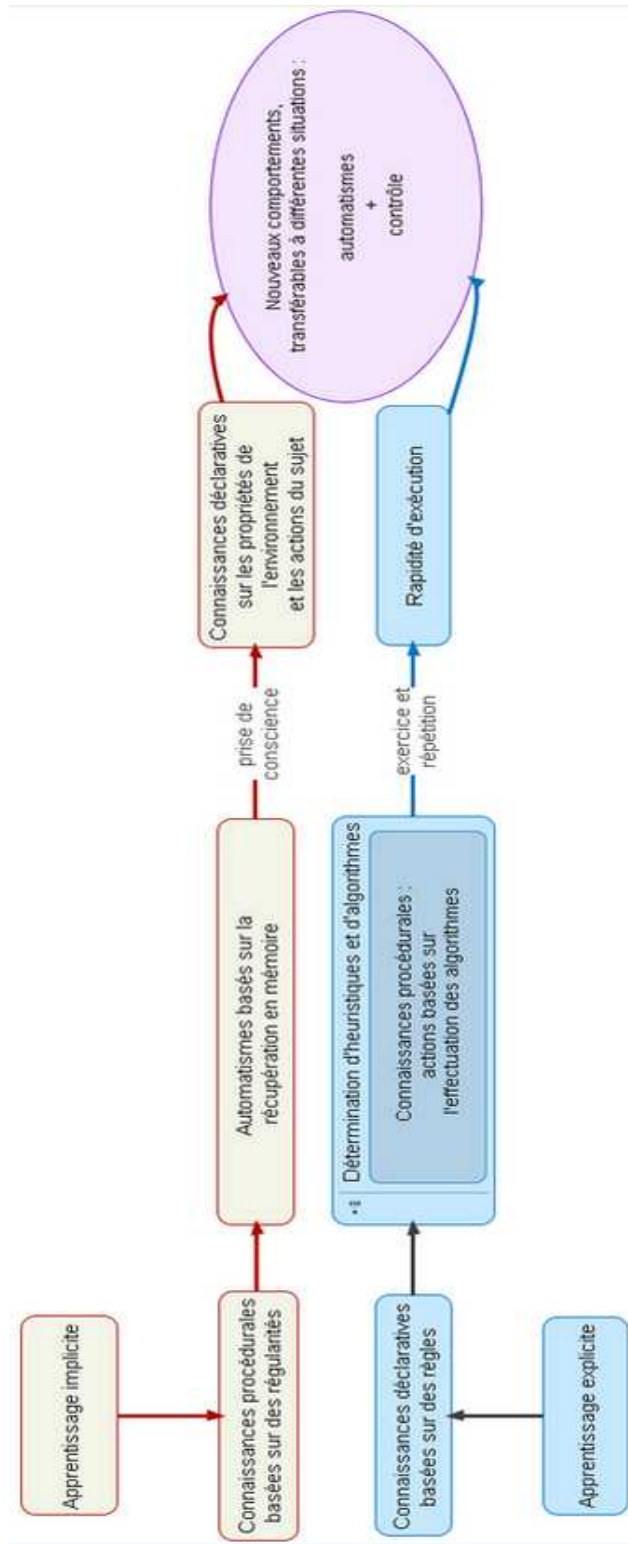 Apprentissage implicite
Connaissances procédurales
basées sur des régularités
Automatismes basés sur la
récupération en mémoire
prise de
conscience
Connaissances déclaratives
sur les propriétés de
l'environnement
et les actions du sujet
Nouveaux comportements,
transférables à différentes situations :
automatismes
+
contrôle
Apprentissage explicite
Connaissances déclaratives
basées sur des règles
Détermination d'heuristiques et d'algorithmes
Connaissances procédurales :
actions basées sur
l'effectuation des algorithmes
exercice et
répétition
Rapidité d'exécution